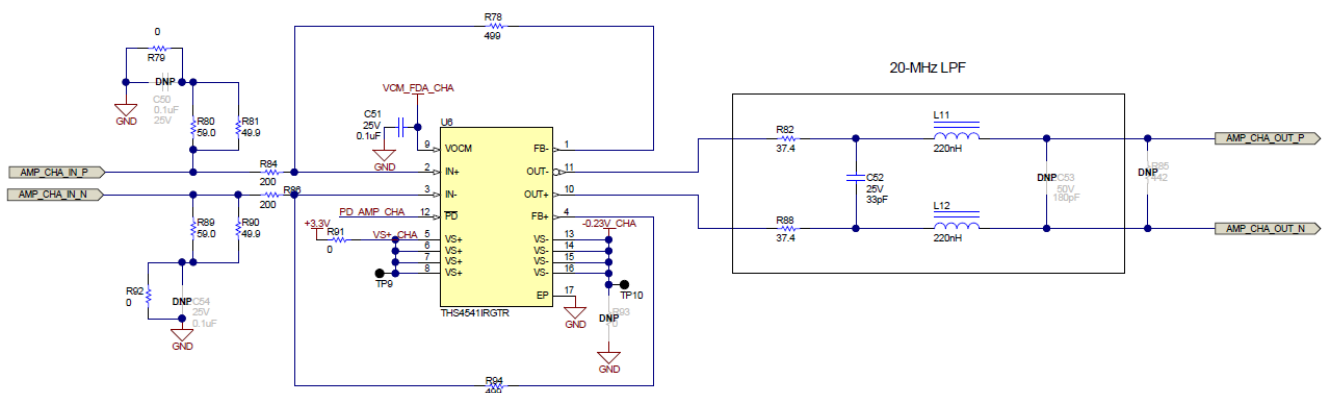 R78
499
0
R79
DNP
C50
0.1uF
25V
GND
R80
59.0
R81
49.9
VCM_FDA_CHA
C51
25V
0.1uF
GND
U6
9
VOCM
FB-
1
AMP_CHA_IN_P
R84
200
2
IN+
OUT-
11
AMP_CHA_IN_N
R86
200
3
IN-
OUT+
10
PD_AMP_CHA
12
PD
FB+
4
R89
59.0
R90
49.9
+3.3V
R91
0
VS+_CHA
5
VS+
VS-
13
-0.23V_CHA
6
VS+
VS-
14
7
VS+
VS-
15
8
VS+
VS-
16
TP9
TP10
R92
0
DNP
C54
25V
0.1uF
GND
EP
17
GND
THS4541IRGTR
DNP
R93
0
GND
R94
499
20-MHz LPF
R82
37.4
L11
220nH
AMP_CHA_OUT_P
C52
25V
33pF
DNP
C53
50V
180pF
DNP
R85
442
R88
37.4
L12
220nH
AMP_CHA_OUT_N